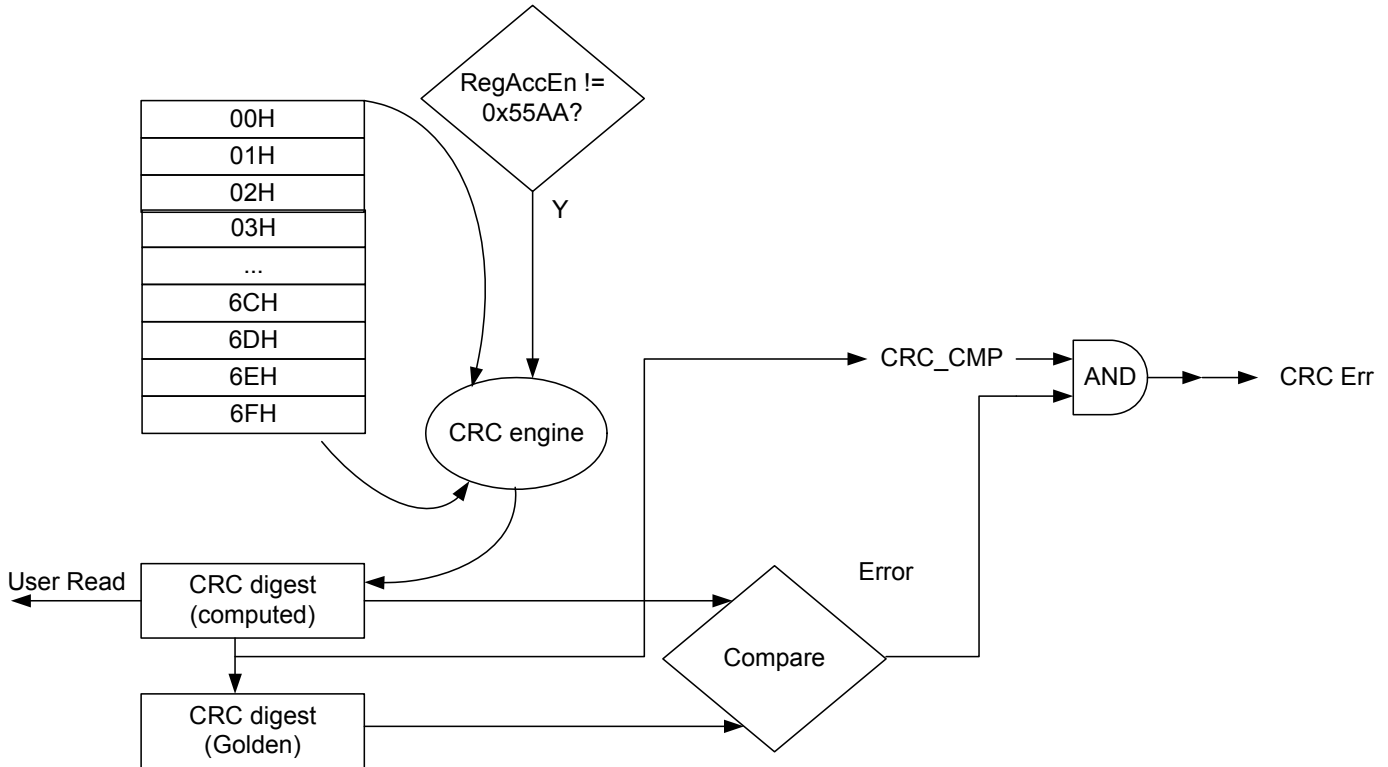 RegAccEn !=
0x55AA?
00H
01H
02H
03H
...
6CH
6DH
6EH
6FH
Y
CRC engine
CRC_CMP
AND
CRC Err
User Read
CRC digest
(computed)
Error
Compare
CRC digest
(Golden)